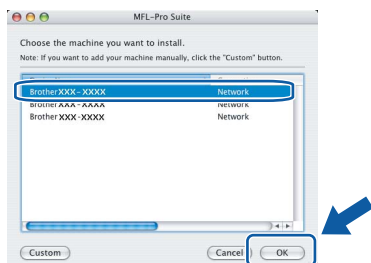 MFL-Pro Suite
Choose the machine you want to install.
Note: If you want to add your machine manually, click the "Custom" button.
Brother XXX-XXXX Network
Brother XXX-XXXX Network
Brother XXX-XXXX Network
Custom Cancel OK